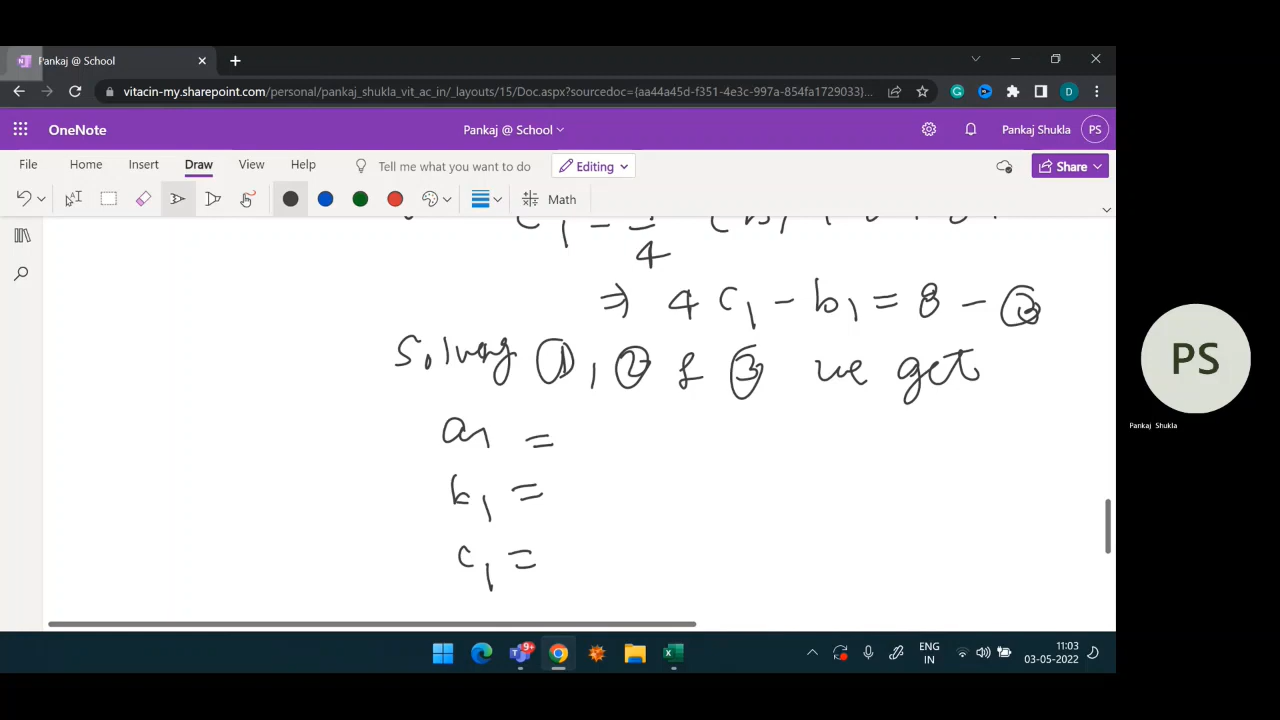 Pankaj @ School
vitacin-my.sharepoint.com/personal/pankaj_shukla_vit_ac_in/_layouts/15/Doc.aspx?sourcedoc={aa44a45d-f351-4e3c-997a-854fa1729033}...
D
OneNote
Pankaj @ School
Pankaj Shukla
PS
File Home Insert Draw View Help
Tell me what you want to do
Editing
Share
Math
4
⇒ 4 c₁ - b₁ = 8 - ③
Solving ①, ② & ③ we get
a₁ =
b₁ =
c₁ =
PS
Pankaj Shukla
9+
ENG
IN
11:03
03-05-2022